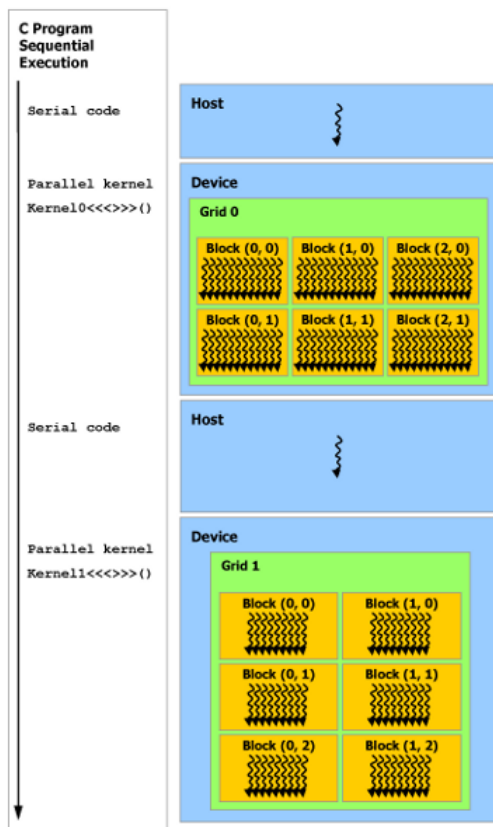 C Program
Sequential
Execution
Serial code
Host
Parallel kernel
Kernel0<<<>>>()
Device
Grid 0
Block (0, 0) Block (1, 0) Block (2, 0)
Block (0, 1) Block (1, 1) Block (2, 1)
Serial code
Host
Parallel kernel
Kernel1<<<>>>()
Device
Grid 1
Block (0, 0) Block (1, 0)
Block (0, 1) Block (1, 1)
Block (0, 2) Block (1, 2)